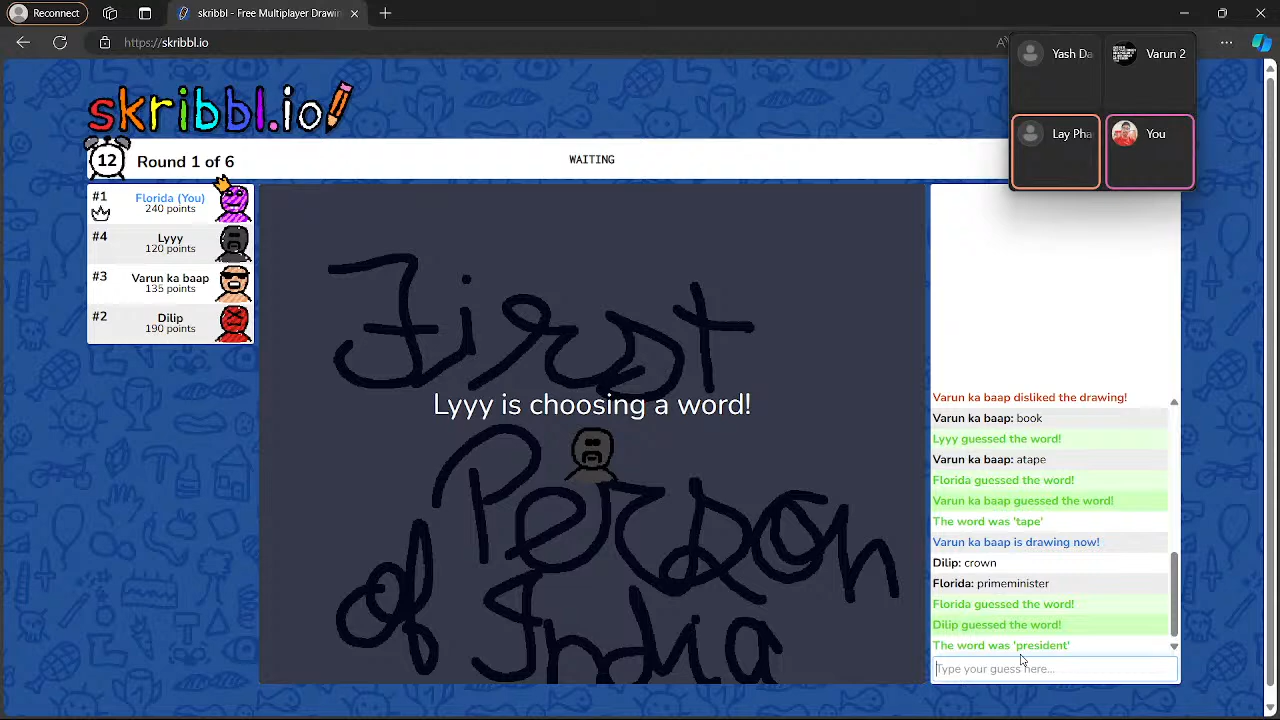 Reconnect
skribbl - Free Multiplayer Drawin
https://skribbl.io
Yash Da
Varun 2
Lay Pha
You
skribbl.io
12
Round 1 of 6
WAITING
#1
Florida (You)
240 points
#4
Lyyy
120 points
#3
Varun ka baap
135 points
#2
Dilip
190 points
First
Lyyy is choosing a word!
Person
of India
Varun ka baap disliked the drawing!
Varun ka baap: book
Lyyy guessed the word!
Varun ka baap: atape
Florida guessed the word!
Varun ka baap guessed the word!
The word was 'tape'
Varun ka baap is drawing now!
Dilip: crown
Florida: primeminister
Florida guessed the word!
Dilip guessed the word!
The word was 'president'
Type your guess here...